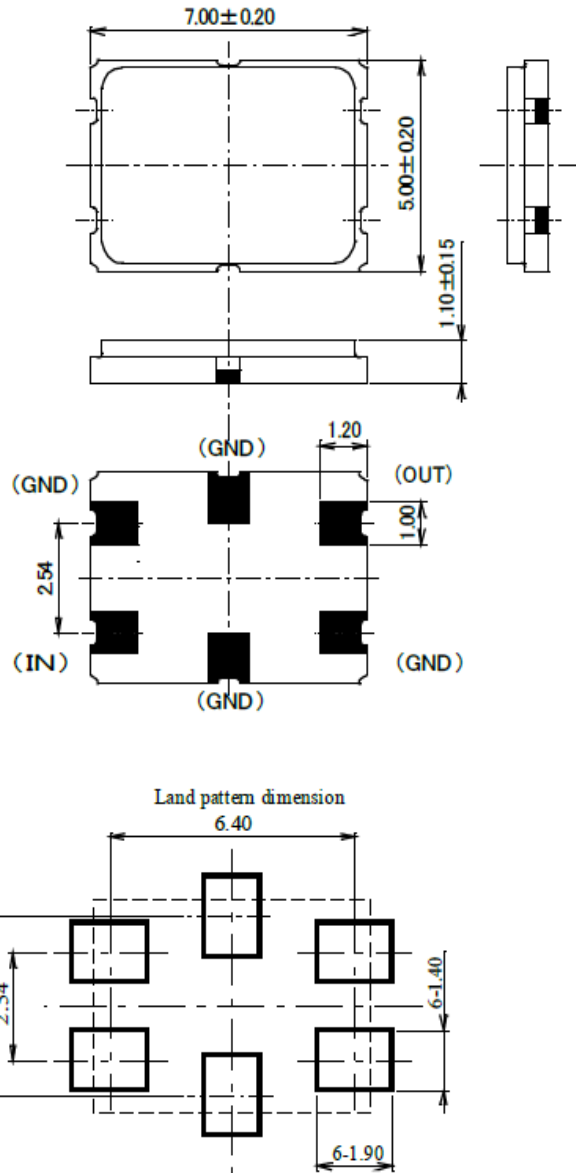 7.00±0.20
5.00±0.20
1.10±0.15
(GND)
1.20
(GND)
(OUT)
1.00
2.54
(IN)
(GND)
(GND)
Land pattern dimension
6.40
2.54
6-1.40
6-1.90